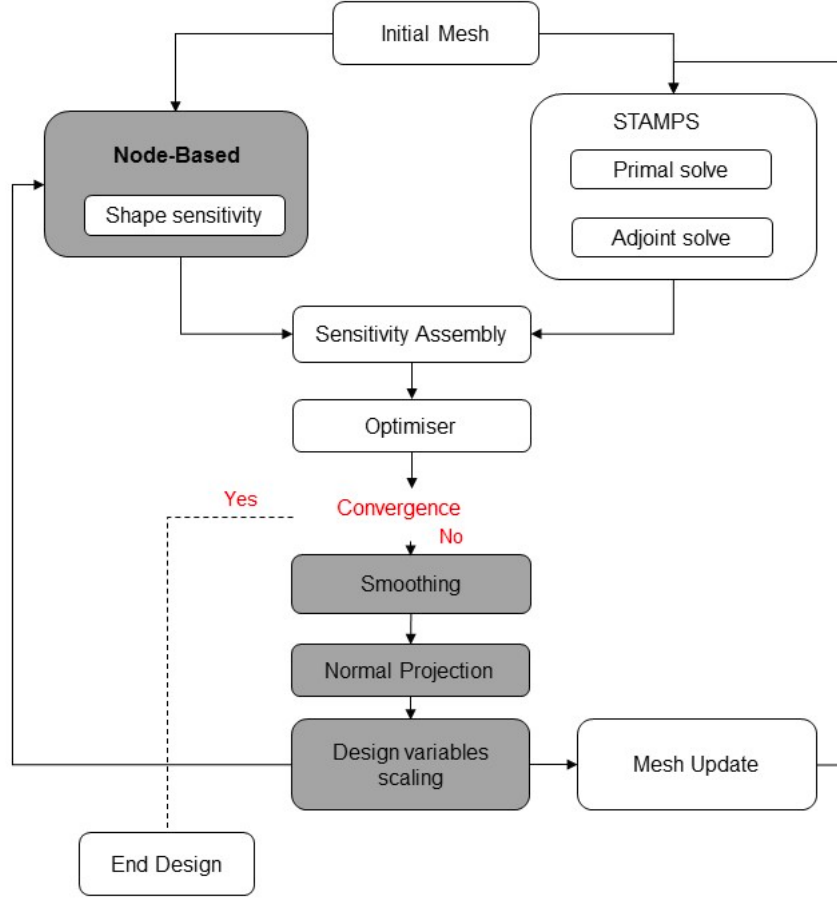 Initial Mesh
Node-Based
Shape sensitivity
STAMPS
Primal solve
Adjoint solve
Sensitivity Assembly
Optimiser
Yes
Convergence
No
Smoothing
Normal Projection
Design variables
scaling
Mesh Update
End Design